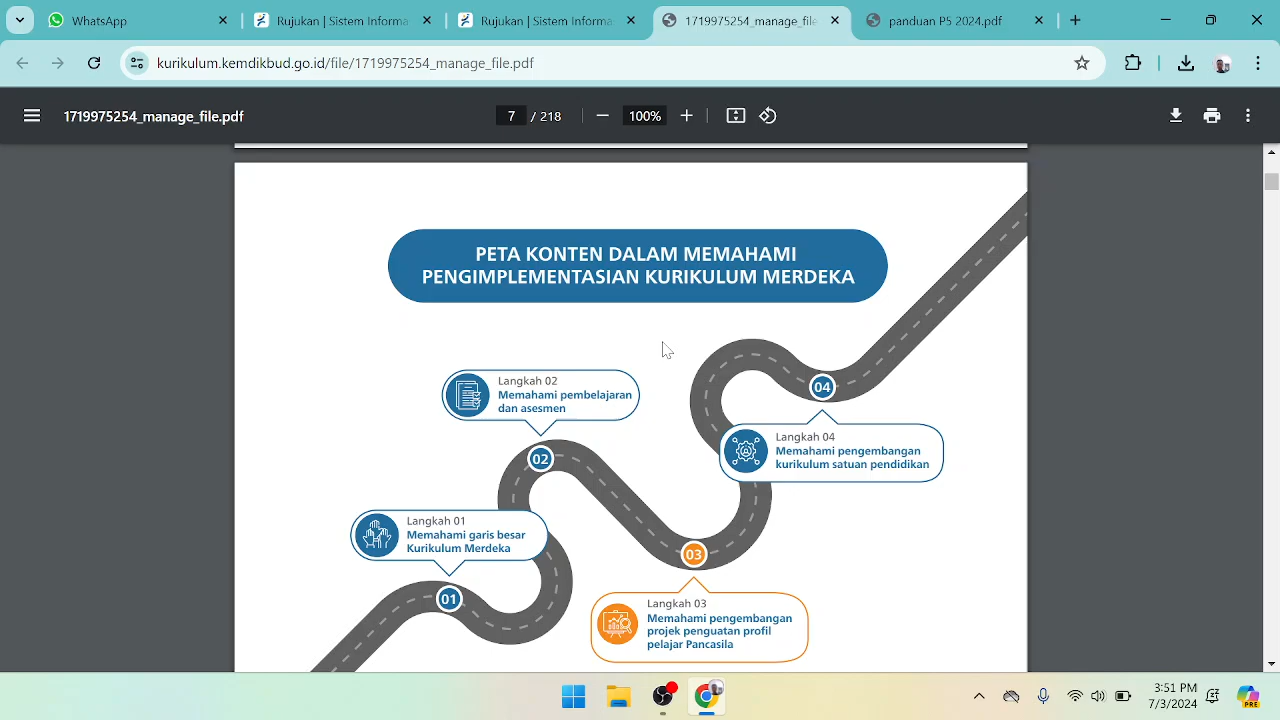 WhatsApp
Rujukan | Sistem Informa
Rujukan | Sistem Informa
1719975254_manage_file
panduan P5 2024.pdf
kurikulum.kemdikbud.go.id/file/1719975254_manage_file.pdf
1719975254_manage_file.pdf
7 / 218
100%
PETA KONTEN DALAM MEMAHAMI
PENGIMPLEMENTASIAN KURIKULUM MERDEKA
Langkah 02
Memahami pembelajaran
dan asesmen
04
Langkah 04
Memahami pengembangan
kurikulum satuan pendidikan
02
Langkah 01
Memahami garis besar
Kurikulum Merdeka
03
01
Langkah 03
Memahami pengembangan
projek penguatan profil
pelajar Pancasila
3:51 PM
7/3/2024
PRE